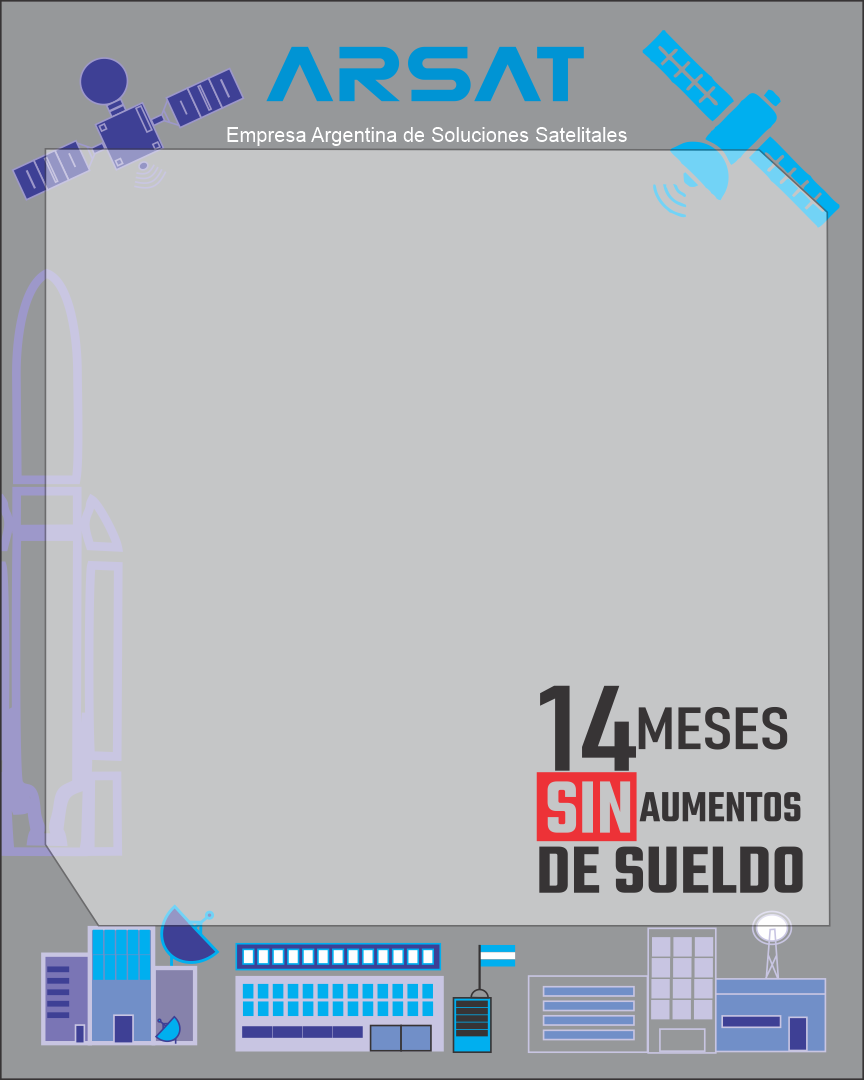 ARSAT
Empresa Argentina de Soluciones Satelitales
14 MESES
SIN AUMENTOS
DE SUELDO